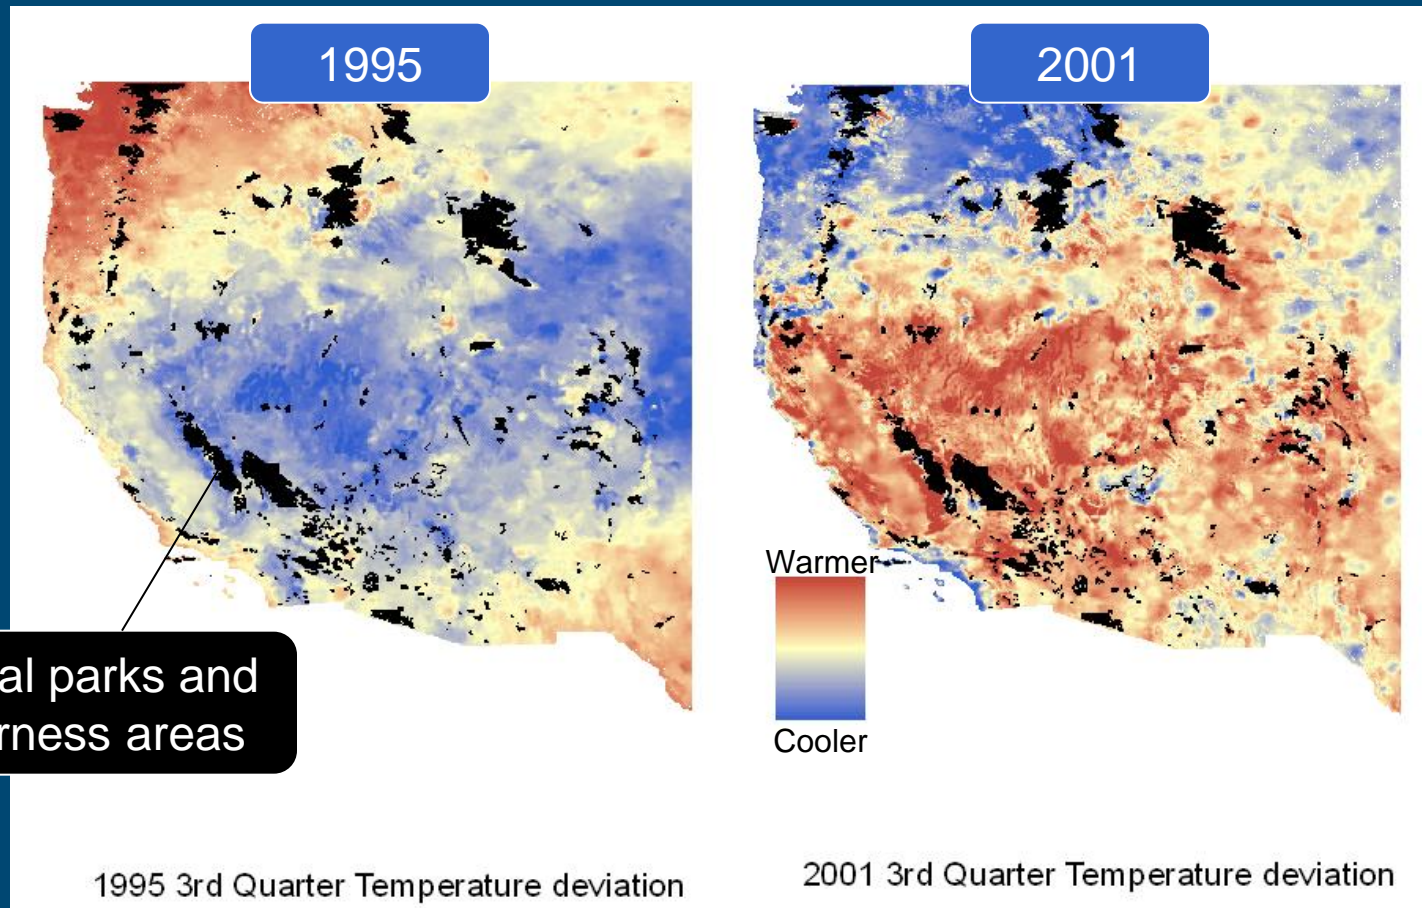 1995
2001
Warmer
Cooler
al parks and
rness areas
1995 3rd Quarter Temperature deviation
2001 3rd Quarter Temperature deviation